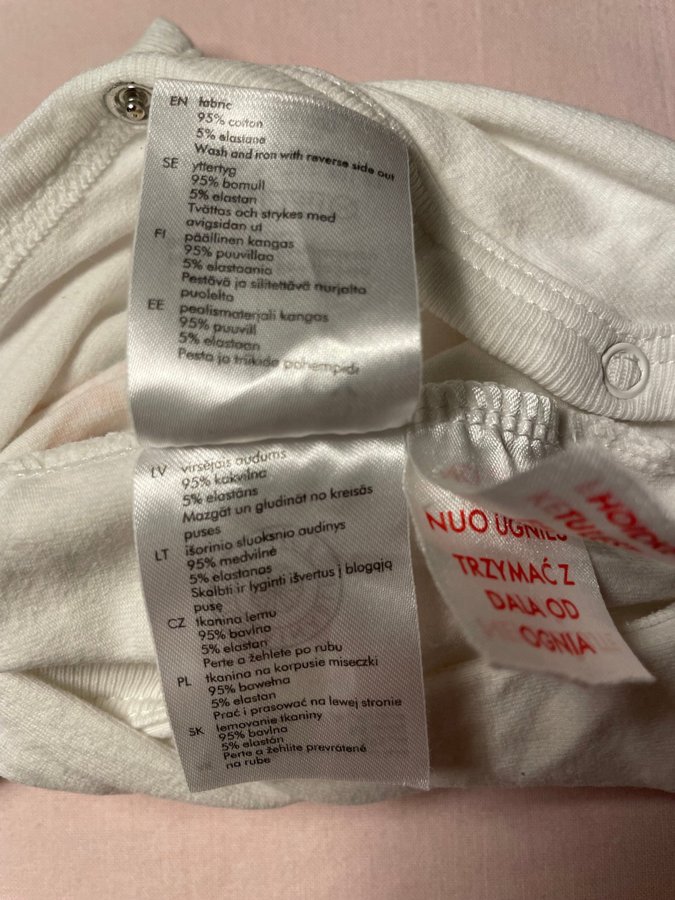 EN fabric
95% cotton
5% elastane
Wash and iron with reverse side out
SE yttertyg
95% bomull
5% elastan
Tvättas och strykes med
avigsidan ut
FI päällinen kangas
95% puuvillaa
5% elastaania
Pestävä ja silitettävä nurjalta
puolelta
EE pealismaterjali kangas
95% puuvill
5% elastaan
Pesta ja triikide pahempidi
LV virsējais audums
95% kokvilna
5% elastāns
Mazgāt un gludināt no kreisās
puses
LT išorinio sluoksnio audinys
95% medvilnė
5% elastanas
Skalbti ir lyginti išvertus į blogąją
pusę
CZ tkanina lemu
95% bavlna
5% elastan
Perte a žehlete po rubu
PL tkanina na korpusie miseczki
95% bawełna
5% elastan
Prać i prasować na lewej stronie
SK lemovanie tkaniny
95% bavlna
5% elastán
Perte a žehlite prevrátené
na rube
NUO UGNIES
TRZYMAĆ Z
DALA OD
OGNIA